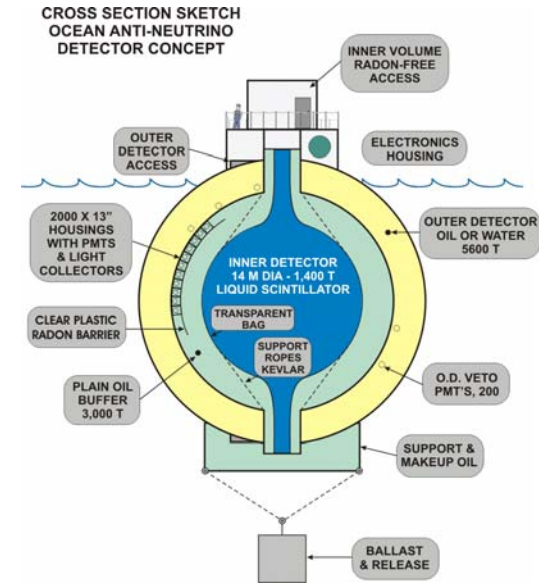 CROSS SECTION SKETCH
OCEAN ANTI-NEUTRINO
DETECTOR CONCEPT
INNER VOLUME
RADON-FREE
ACCESS
OUTER
DETECTOR
ACCESS
ELECTRONICS
HOUSING
2000 X 13"
HOUSINGS
WITH PMTS
& LIGHT
COLLECTORS
OUTER DETECTOR
OIL OR WATER
5600 T
INNER DETECTOR
14 M DIA - 1,400 T
LIQUID SCINTILLATOR
CLEAR PLASTIC
RADON BARRIER
TRANSPARENT
BAG
SUPPORT
ROPES
KEVLAR
PLAIN OIL
BUFFER
3,000 T
O.D. VETO
PMT'S, 200
SUPPORT &
MAKEUP OIL
BALLAST
& RELEASE